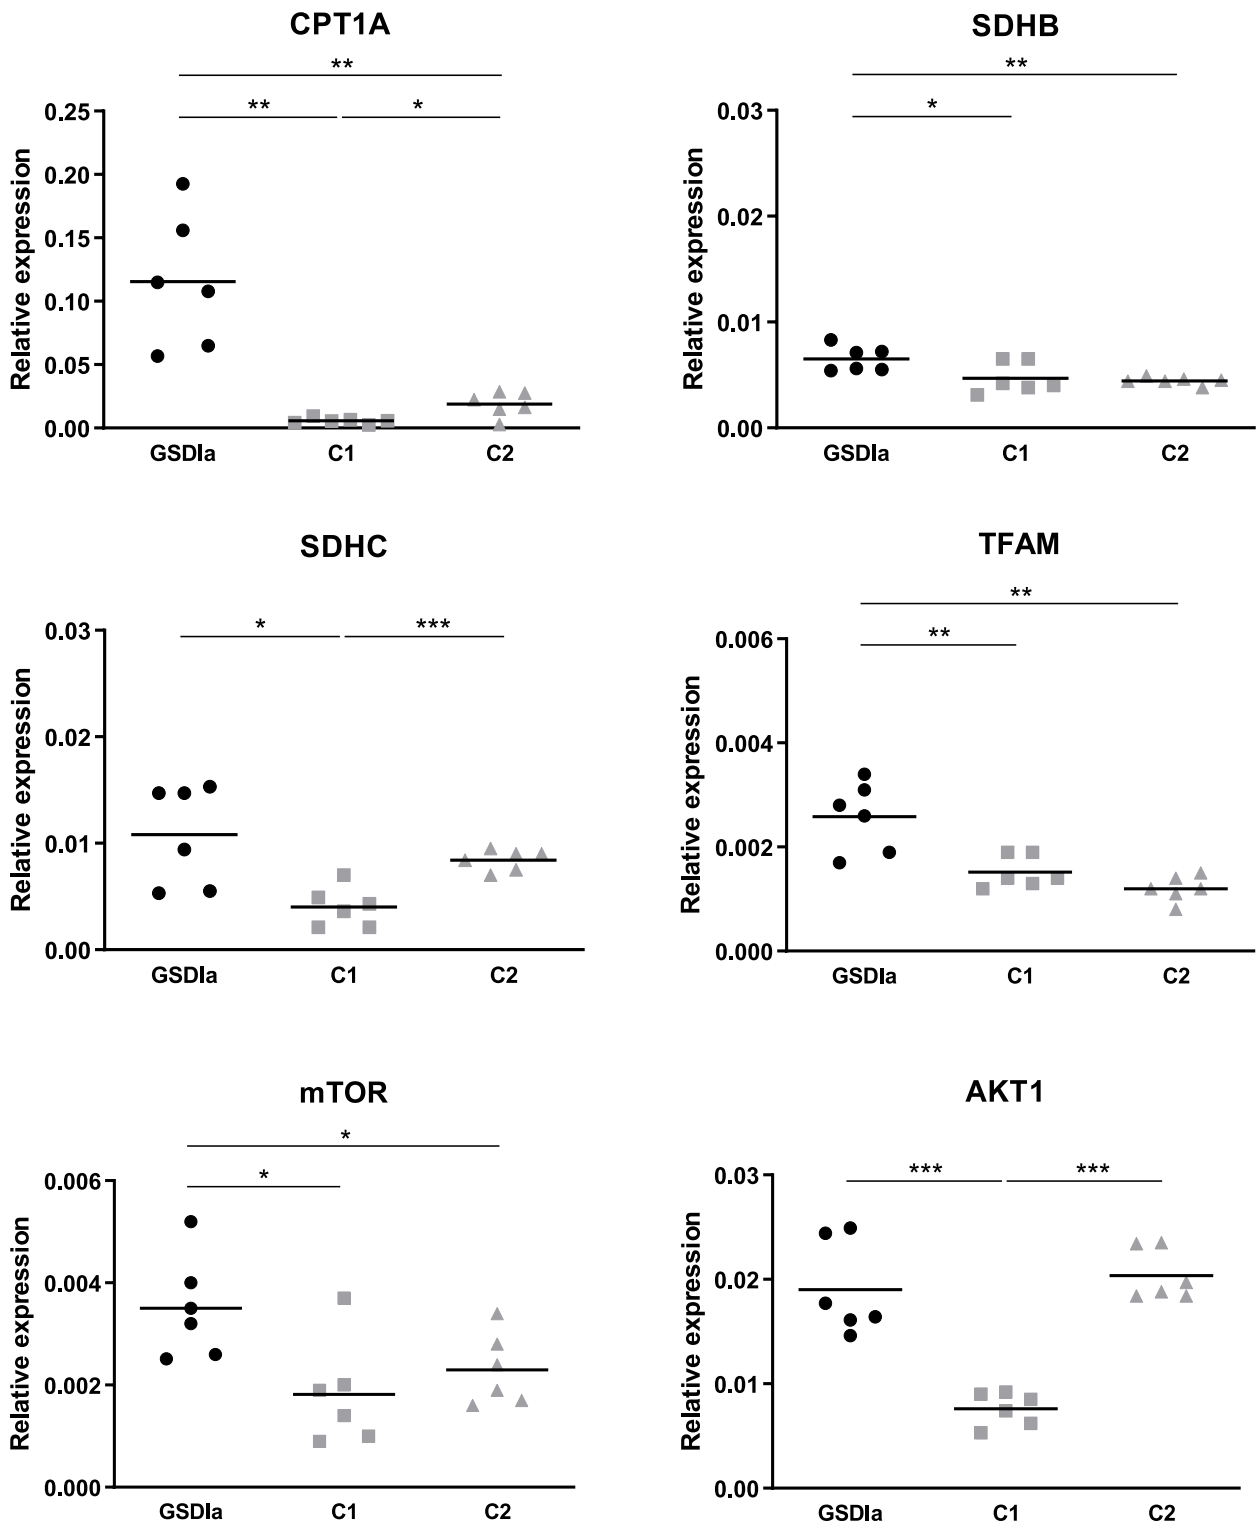 CPT1A
**
** *
Relative expression
0.25
0.20
0.15
0.10
0.05
0.00
GSDIa C1 C2
SDHB
**
*
Relative expression
0.03
0.02
0.01
0.00
GSDIa C1 C2
SDHC
* ***
Relative expression
0.03
0.02
0.01
0.00
GSDIa C1 C2
TFAM
**
**
Relative expression
0.006
0.004
0.002
0.000
GSDIa C1 C2
mTOR
*
*
Relative expression
0.006
0.004
0.002
0.000
GSDIa C1 C2
AKT1
*** ***
Relative expression
0.03
0.02
0.01
0.00
GSDIa C1 C2